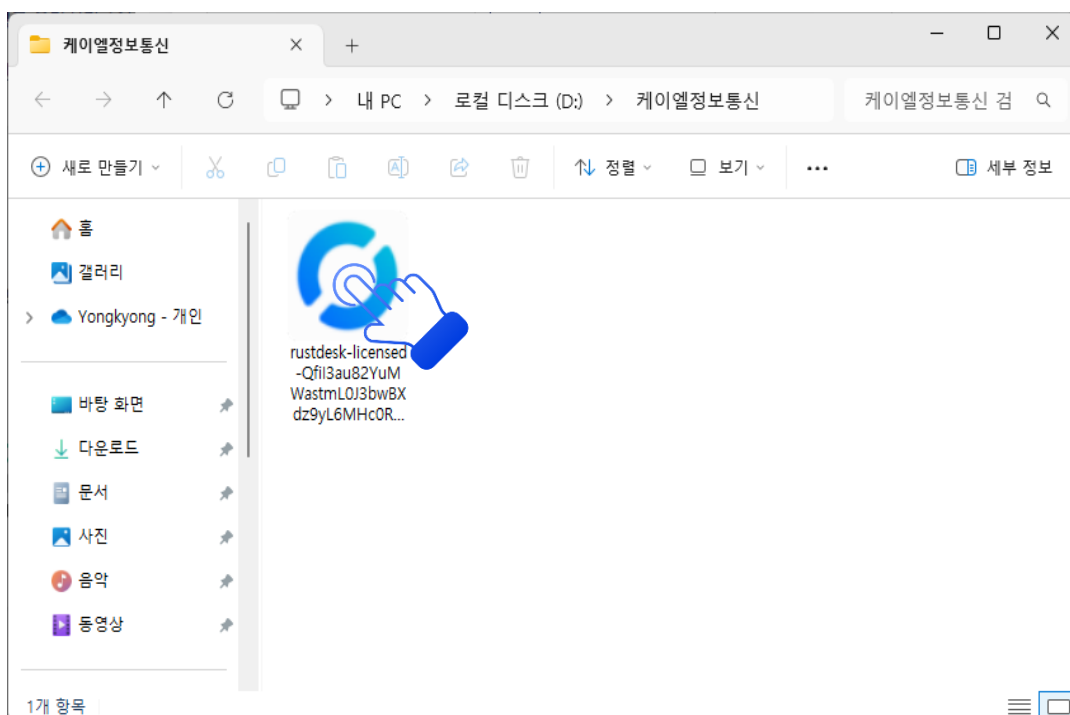 케이엘정보통신
내 PC > 로컬 디스크 (D:) > 케이엘정보통신
케이엘정보통신 검
새로 만들기
정렬
보기
세부 정보
홈
갤러리
Yongkyong - 개인
바탕 화면
다운로드
문서
사진
음악
동영상
rustdesk-licensed
-QfiI3au82YuM
WastmL0J3bwBX
dz9yL6MHc0R...
1개 항목